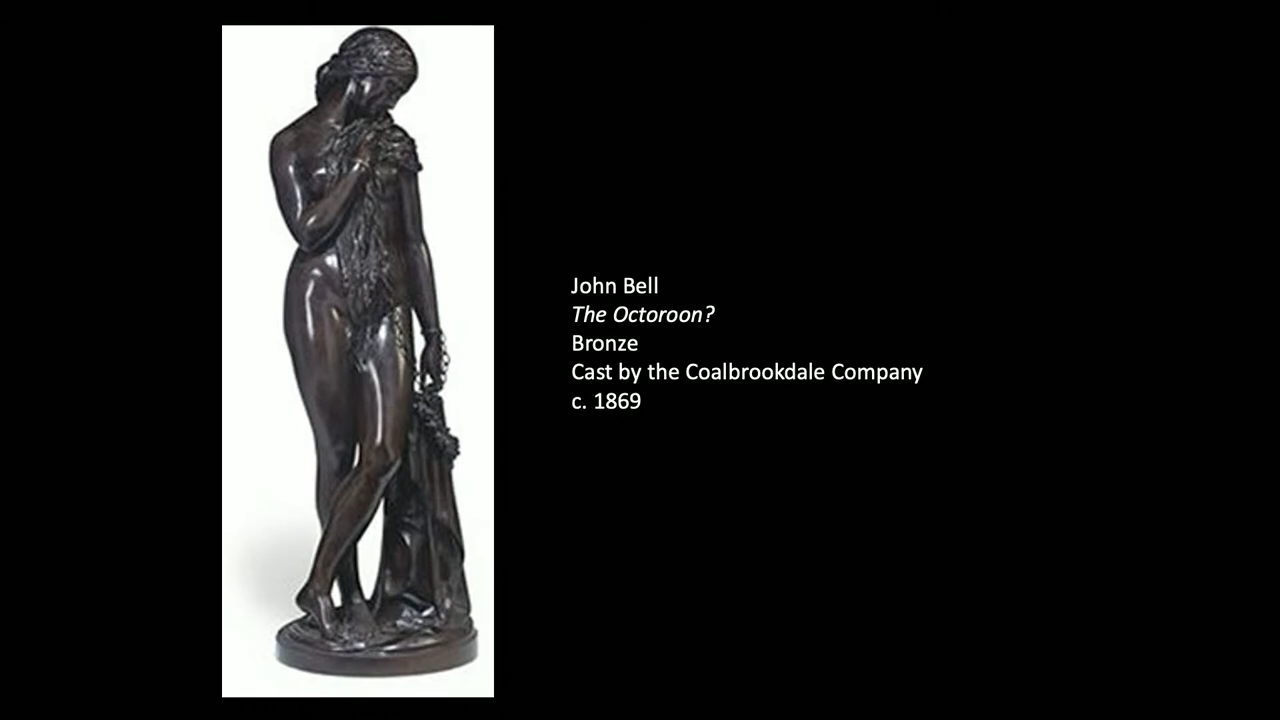 John Bell
The Octoroon?
Bronze
Cast by the Coalbrookdale Company
c. 1869